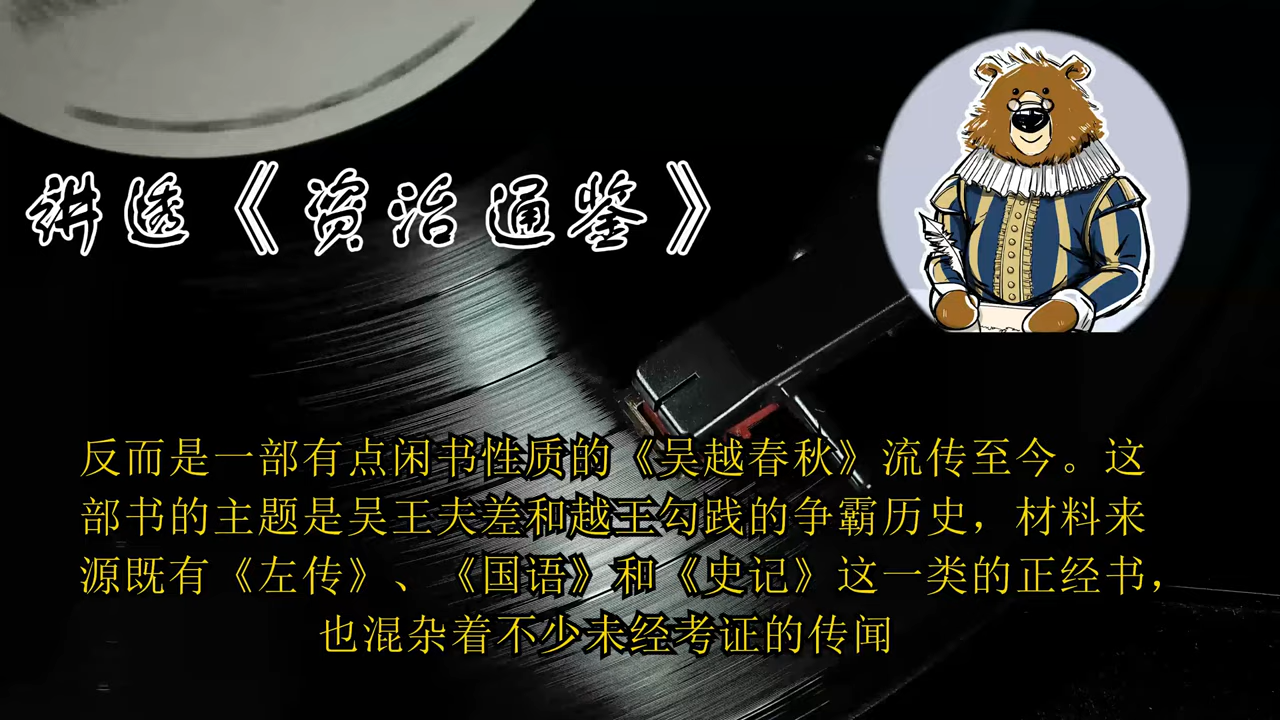 讲透《资治通鉴》
反而是一部有点闲书性质的《吴越春秋》流传至今。这
部书的主题是吴王夫差和越王勾践的争霸历史，材料来
源既有《左传》、《国语》和《史记》这一类的正经书，
也混杂着不少未经考证的传闻